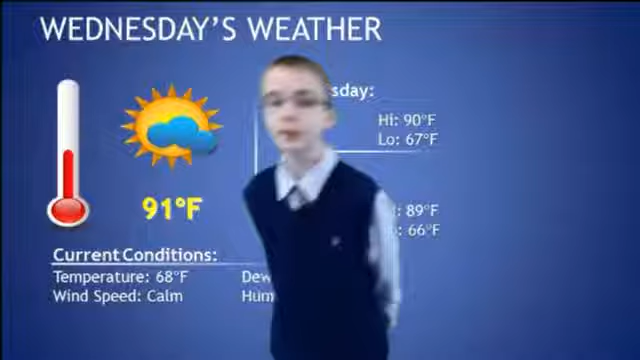 WEDNESDAY'S WEATHER
sday:
Hi: 90°F
Lo: 67°F
91°F
: 89°F
: 66°F
Current Conditions:
Temperature: 68°F Dew
Wind Speed: Calm Hum